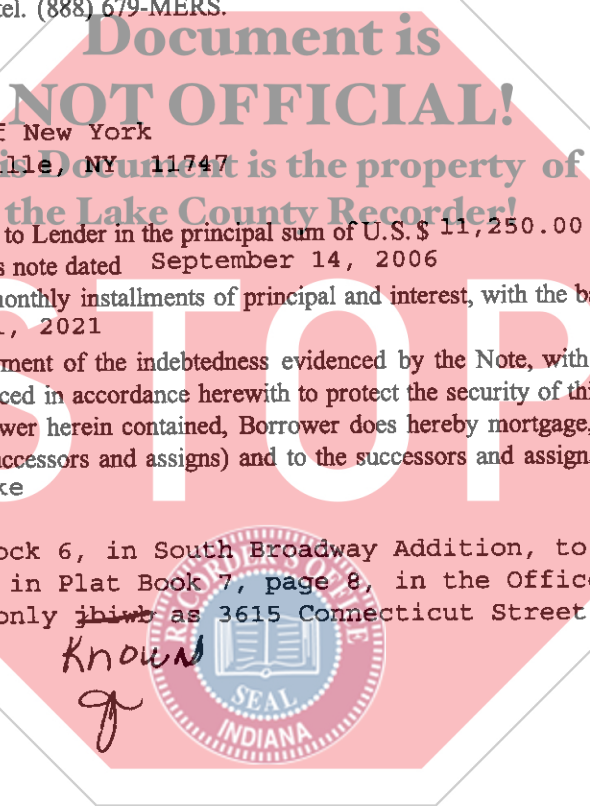 tel. (888) 679-MERS.
Document is
NOT OFFICIAL!
New York
ille, NY 11747
is Document is the property of
the Lake County Recorder!
to Lender in the principal sum of U.S. $ 11,250.00
s note dated September 14, 2006
monthly installments of principal and interest, with the ba
1, 2021
STOP
ment of the indebtedness evidenced by the Note, with
ced in accordance herewith to protect the security of thi
wer herein contained, Borrower does hereby mortgage,
uccessors and assigns) and to the successors and assign
ke
ock 6, in South Broadway Addition, to
in Plat Book 7, page 8, in the Office
only jbiwb as 3615 Connecticut Street
Known
RECORDER'S OFFICE
SEAL
INDIANA